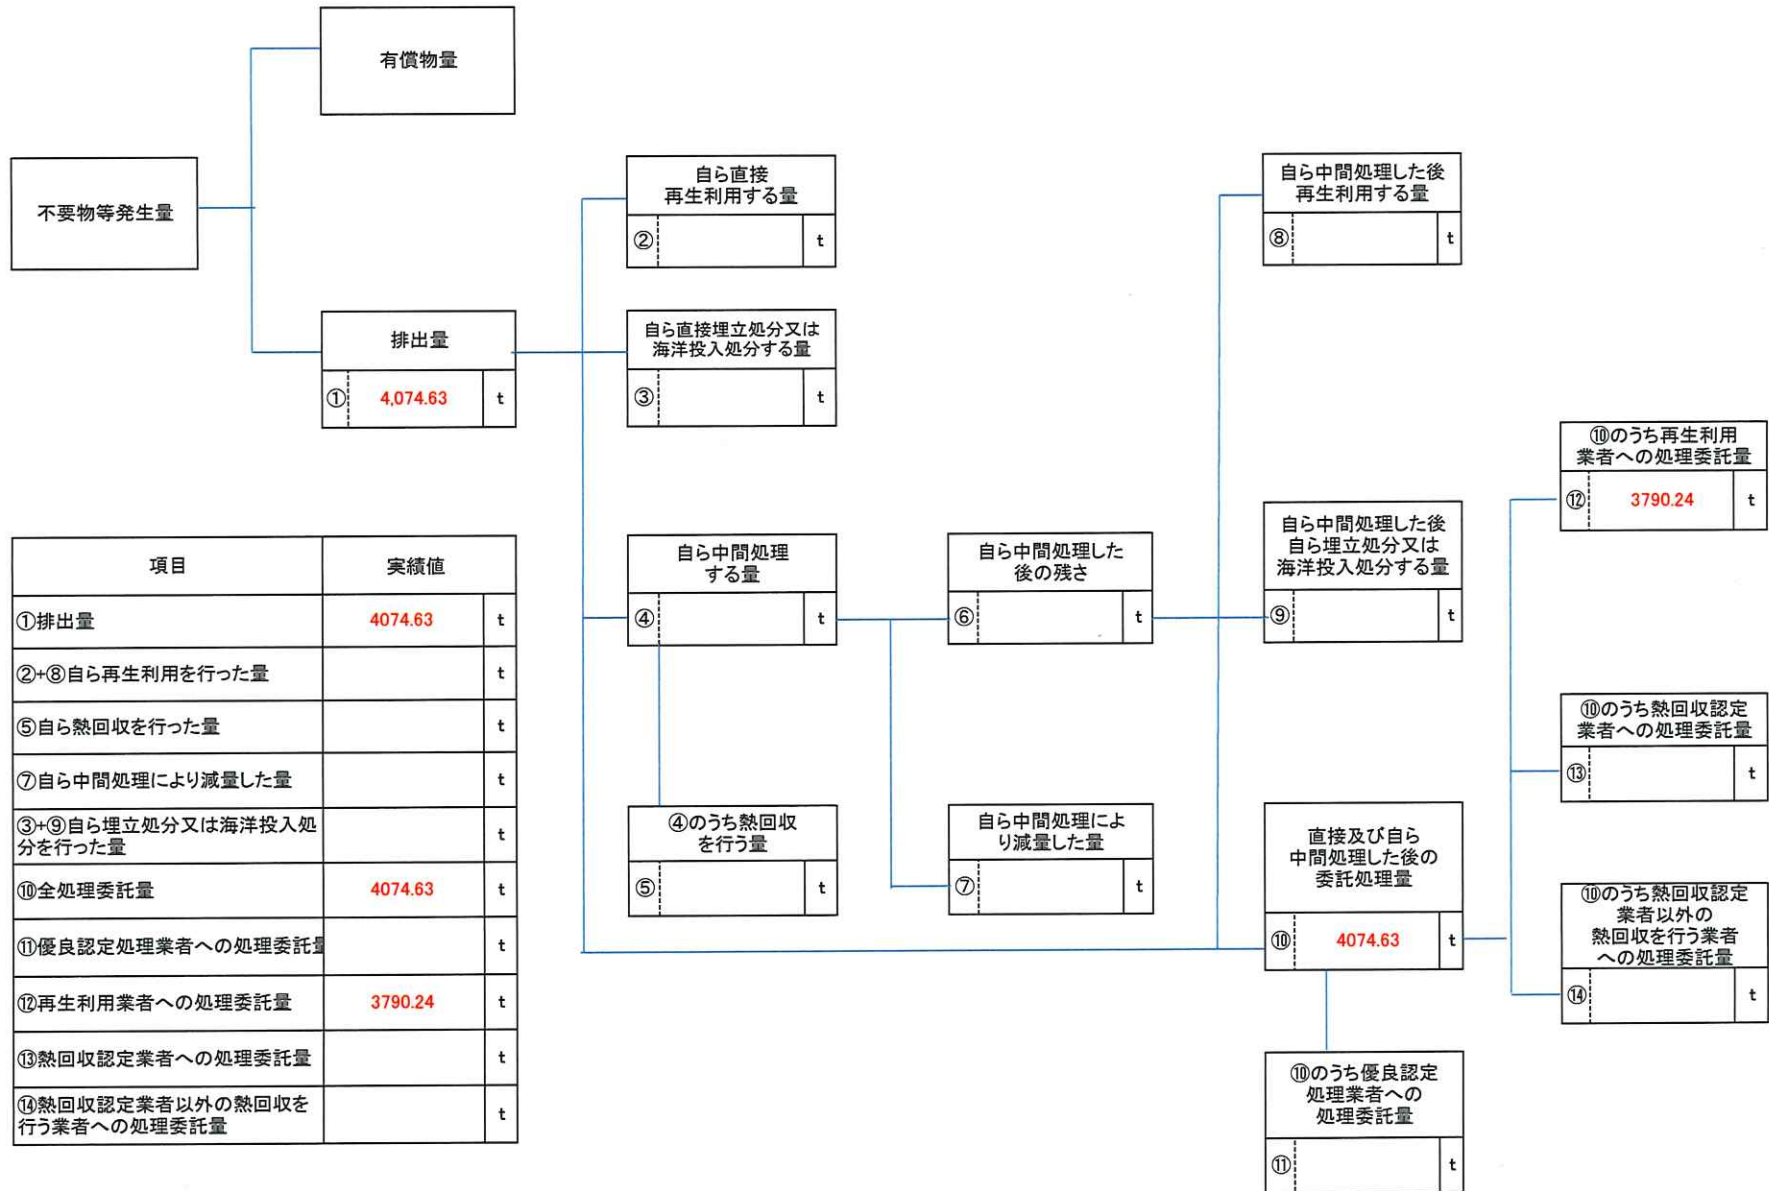 有償物量
不要物等発生量
排出量
① 4,074.63 t
自ら直接
再生利用する量
② t
自ら直接埋立処分又は
海洋投入処分する量
③ t
自ら中間処理
する量
④ t
④のうち熱回収
を行う量
⑤ t
自ら中間処理した
後の残さ
⑥ t
自ら中間処理によ
り減量した量
⑦ t
自ら中間処理した後
再生利用する量
⑧ t
自ら中間処理した後
自ら埋立処分又は
海洋投入処分する量
⑨ t
直接及び自ら
中間処理した後の
委託処理量
⑩ 4074.63 t
⑩のうち優良認定
処理業者への
処理委託量
⑪ t
⑩のうち再生利用
業者への処理委託量
⑫ 3790.24 t
⑩のうち熱回収認定
業者への処理委託量
⑬ t
⑩のうち熱回収認定
業者以外の
熱回収を行う業者
への処理委託量
⑭ t
項目 実績値
①排出量 4074.63 t
②+⑧自ら再生利用を行った量 t
⑤自ら熱回収を行った量 t
⑦自ら中間処理により減量した量 t
③+⑨自ら埋立処分又は海洋投入処
分を行った量 t
⑩全処理委託量 4074.63 t
⑪優良認定処理業者への処理委託量 t
⑫再生利用業者への処理委託量 3790.24 t
⑬熱回収認定業者への処理委託量 t
⑭熱回収認定業者以外の熱回収を
行う業者への処理委託量 t